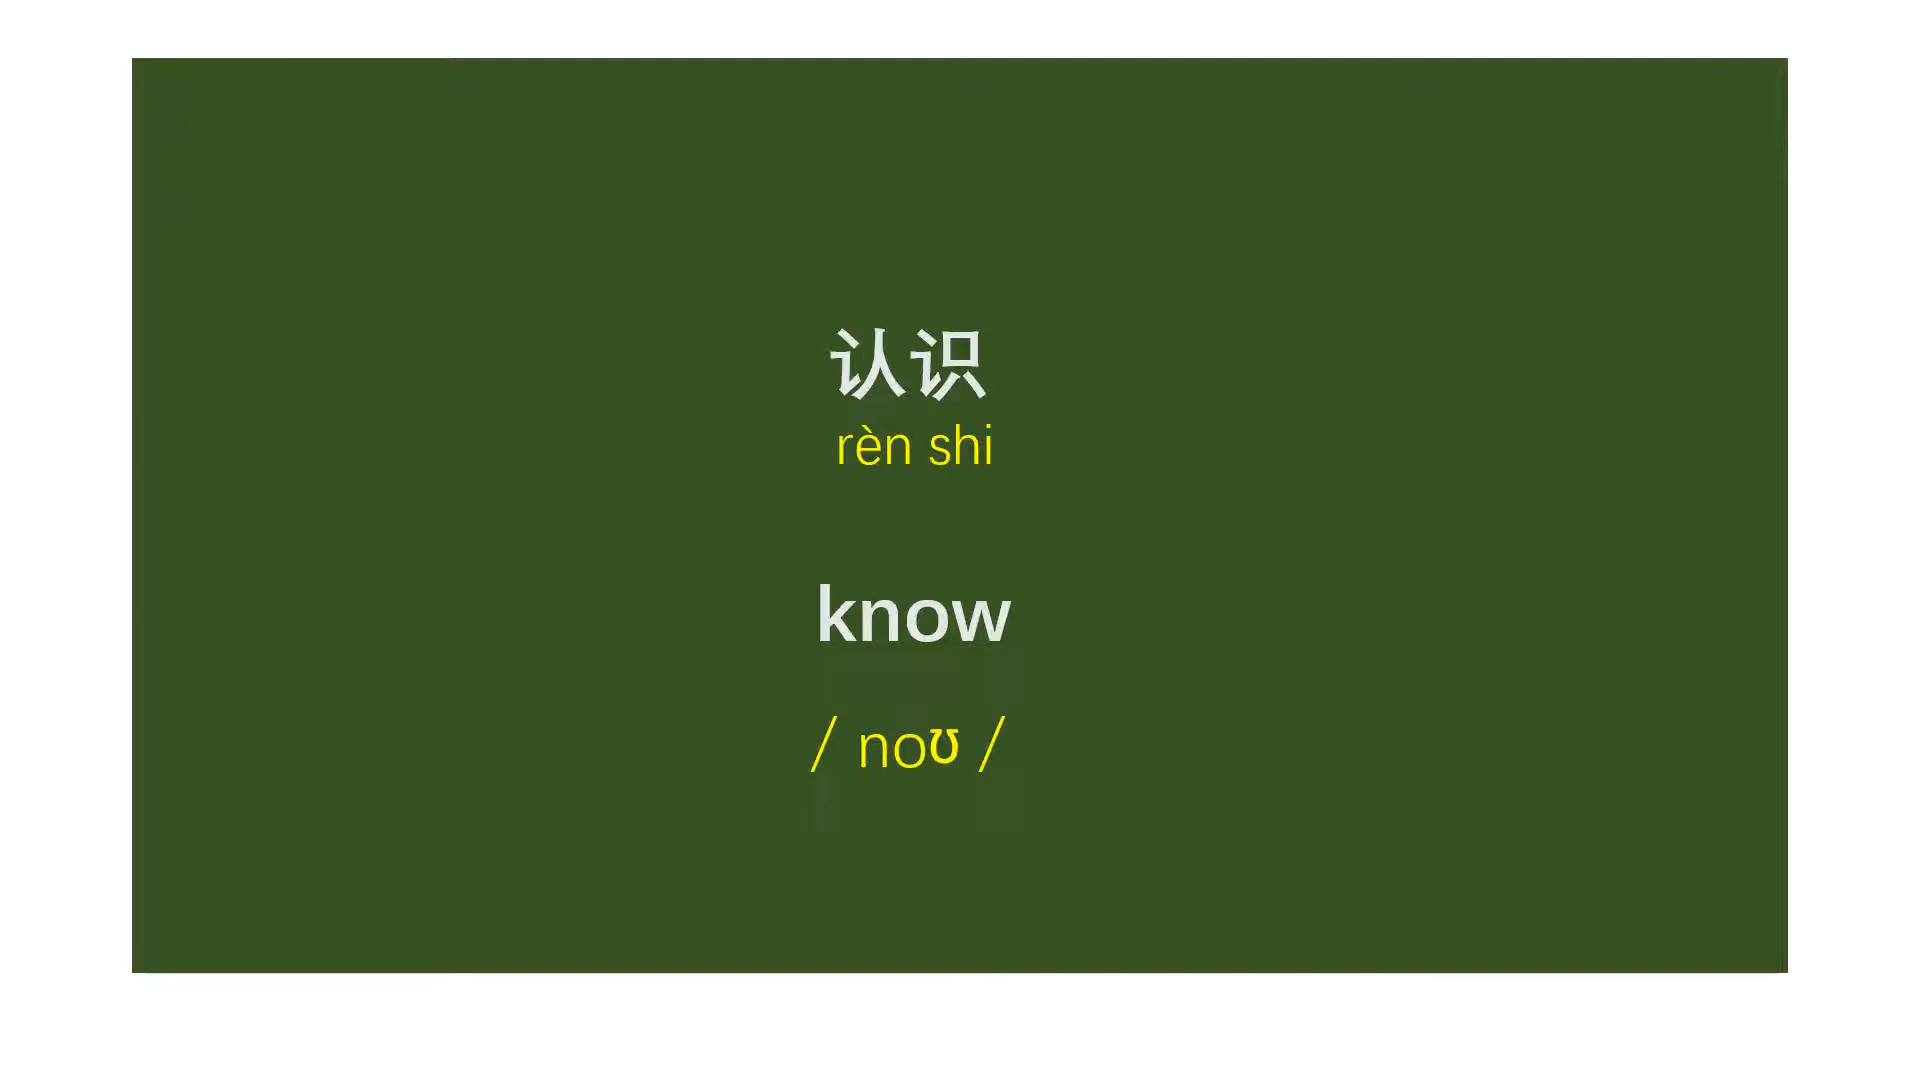 认识
rèn shi
know
/ noʊ /